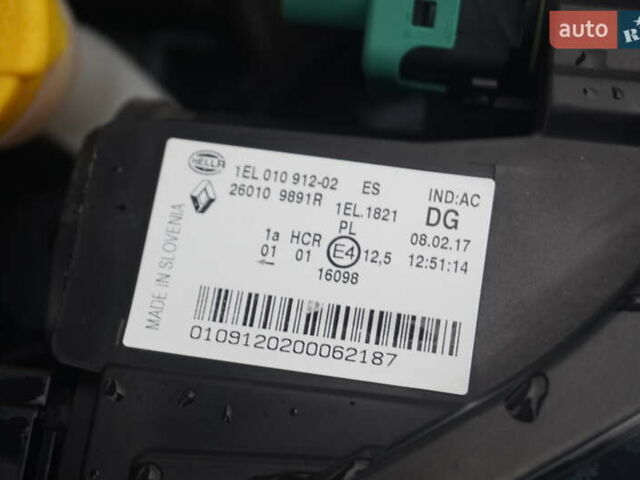 auto
R
HELLA
1EL 010 912-02 ES IND:AC
26010 9891R 1EL.1821 DG
PL 08.02.17
1a HCR E4 12,5 12:51:14
01 01
16098
MADE IN SLOVENIA
0109120200062187